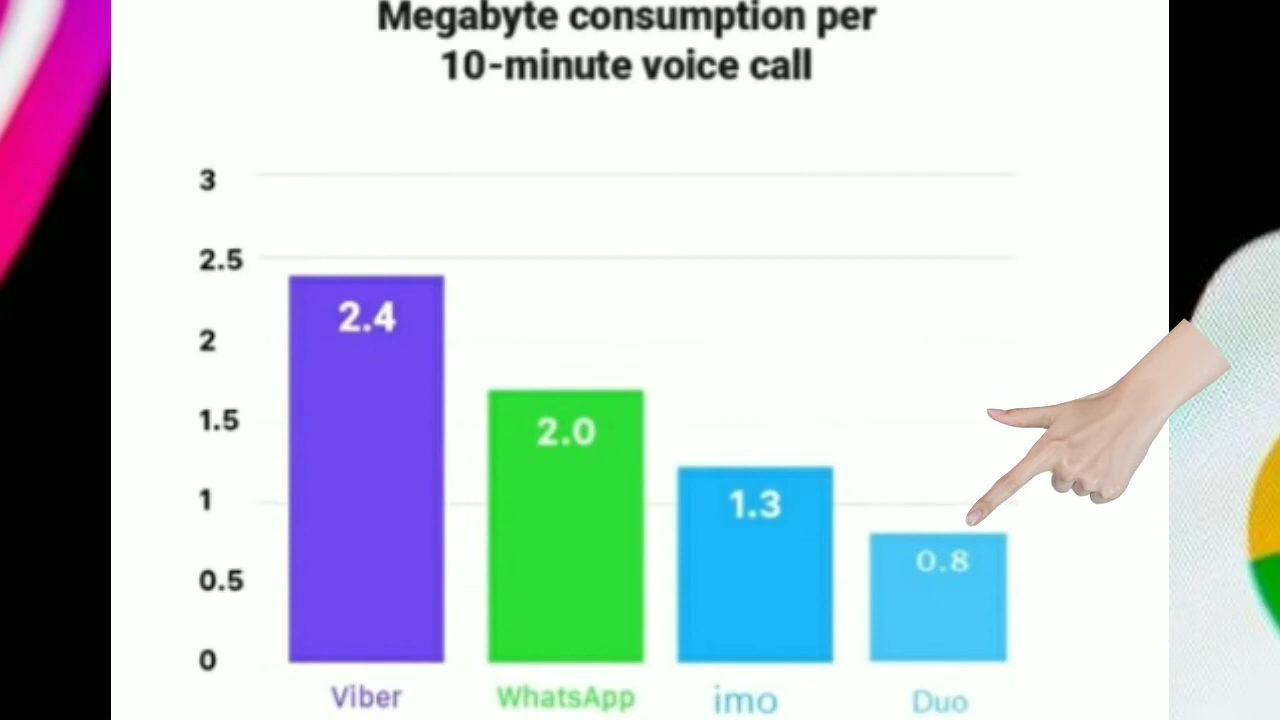 Megabyte consumption per
10-minute voice call
3
2.5
2
1.5
1
0.5
0
2.4
2.0
1.3
0.8
Viber
WhatsApp
imo
Duo